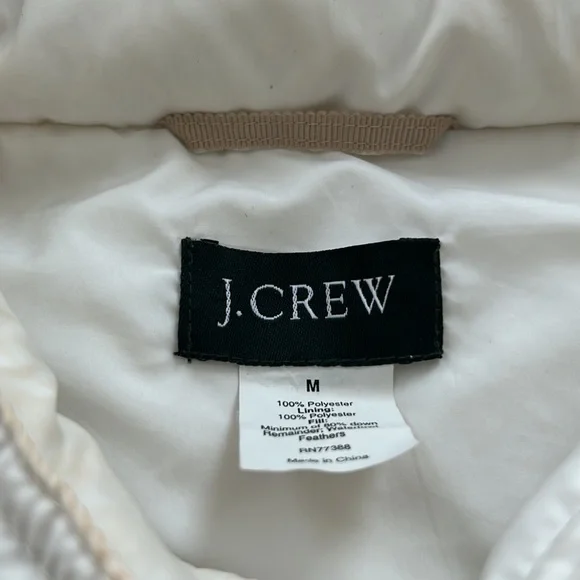 J.CREW
M
100% Polyester
Lining:
100% Polyester
Fill:
Minimum of 80% down
Remainder: Waterfowl
Feathers
RN77388
Made in China